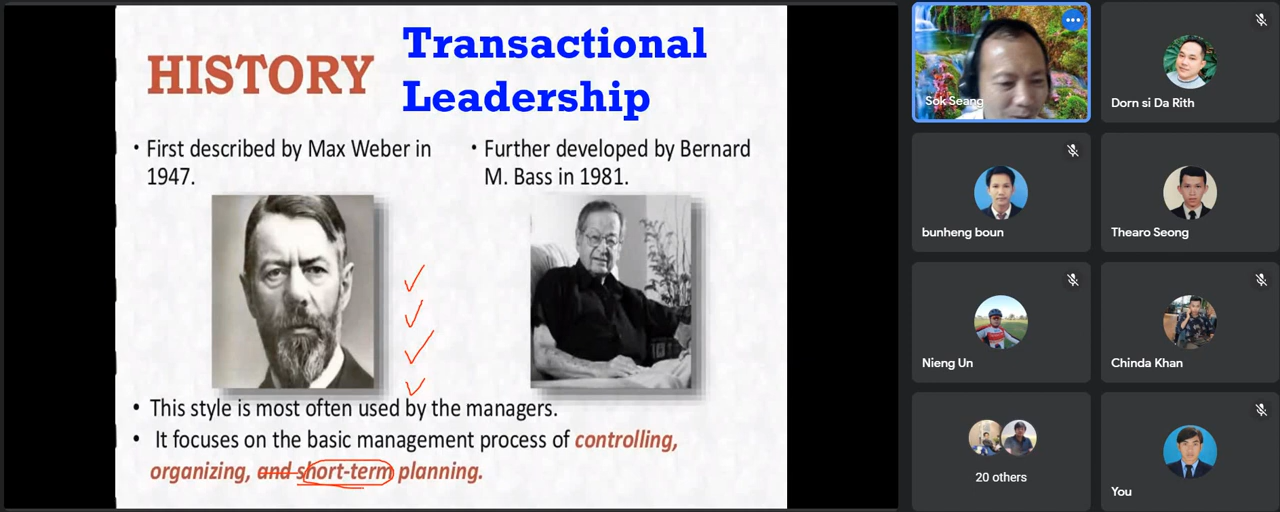 HISTORY
Transactional
Leadership
• First described by Max Weber in
1947.
• Further developed by Bernard
M. Bass in 1981.
• This style is most often used by the managers.
• It focuses on the basic management process of controlling,
organizing, and short-term planning.
Sok Seang
Dorn si Da Rith
bunheng boun
Thearo Seong
Nieng Un
Chinda Khan
20 others
You